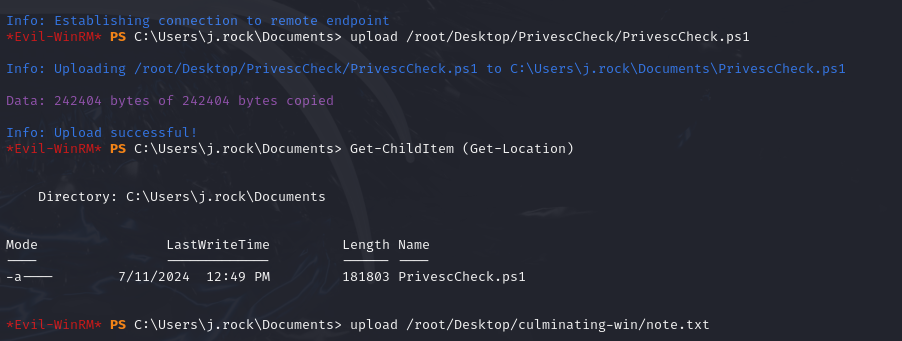 Info: Establishing connection to remote endpoint
*Evil-WinRM* PS C:\Users\j.rock\Documents> upload /root/Desktop/PrivescCheck/PrivescCheck.ps1
Info: Uploading /root/Desktop/PrivescCheck/PrivescCheck.ps1 to C:\Users\j.rock\Documents\PrivescCheck.ps1
Data: 242404 bytes of 242404 bytes copied
Info: Upload successful!
*Evil-WinRM* PS C:\Users\j.rock\Documents> Get-ChildItem (Get-Location)
Directory: C:\Users\j.rock\Documents
Mode LastWriteTime Length Name
---- ------------- ------ ----
-a---- 7/11/2024 12:49 PM 181803 PrivescCheck.ps1
*Evil-WinRM* PS C:\Users\j.rock\Documents> upload /root/Desktop/culminating-win/note.txt